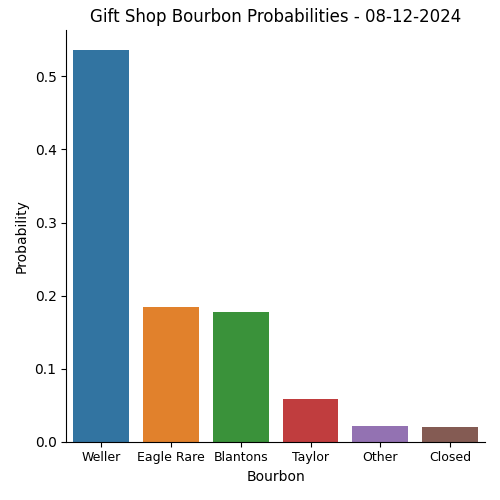 Gift Shop Bourbon Probabilities - 08-12-2024
0.5
0.4
0.3
0.2
0.1
0.0
Probability
Weller Eagle Rare Blantons Taylor Other Closed
Bourbon